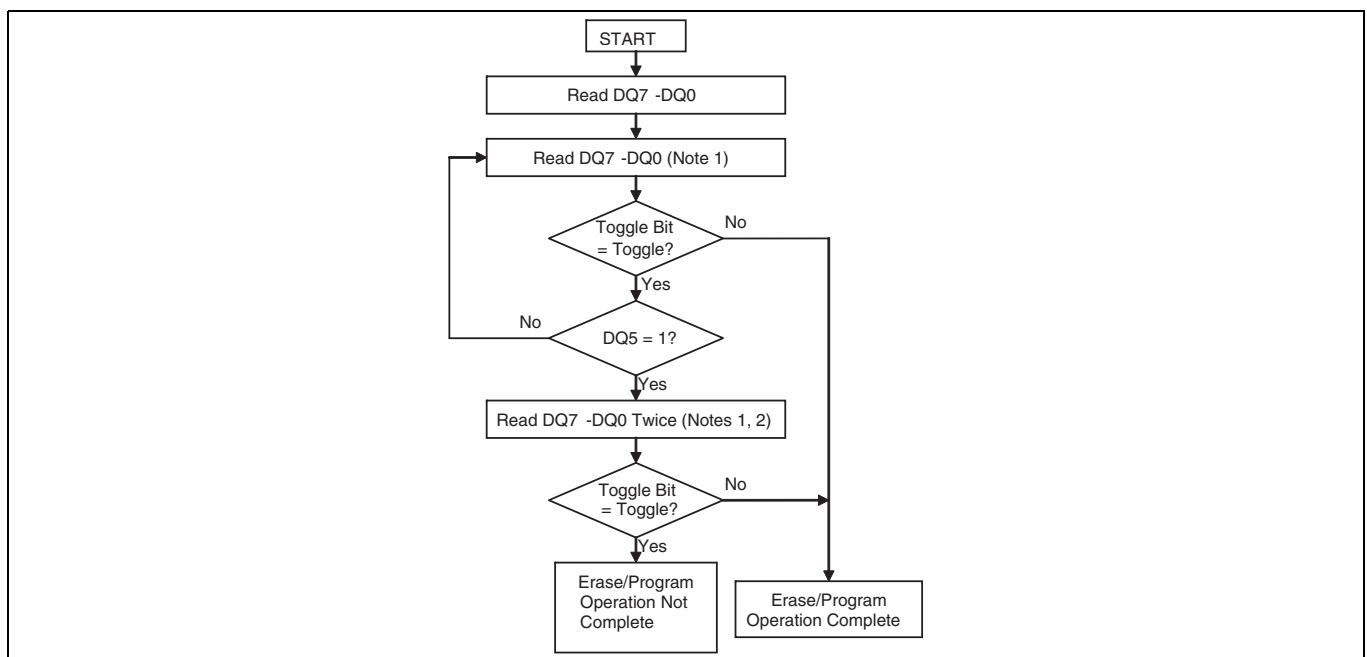 START
Read DQ7 -DQ0
Read DQ7 -DQ0 (Note 1)
Toggle Bit
= Toggle?
No
Yes
DQ5 = 1?
No
Yes
Read DQ7 -DQ0 Twice (Notes 1, 2)
Toggle Bit
= Toggle?
No
Yes
Erase/Program
Operation Not
Complete
Erase/Program
Operation Complete